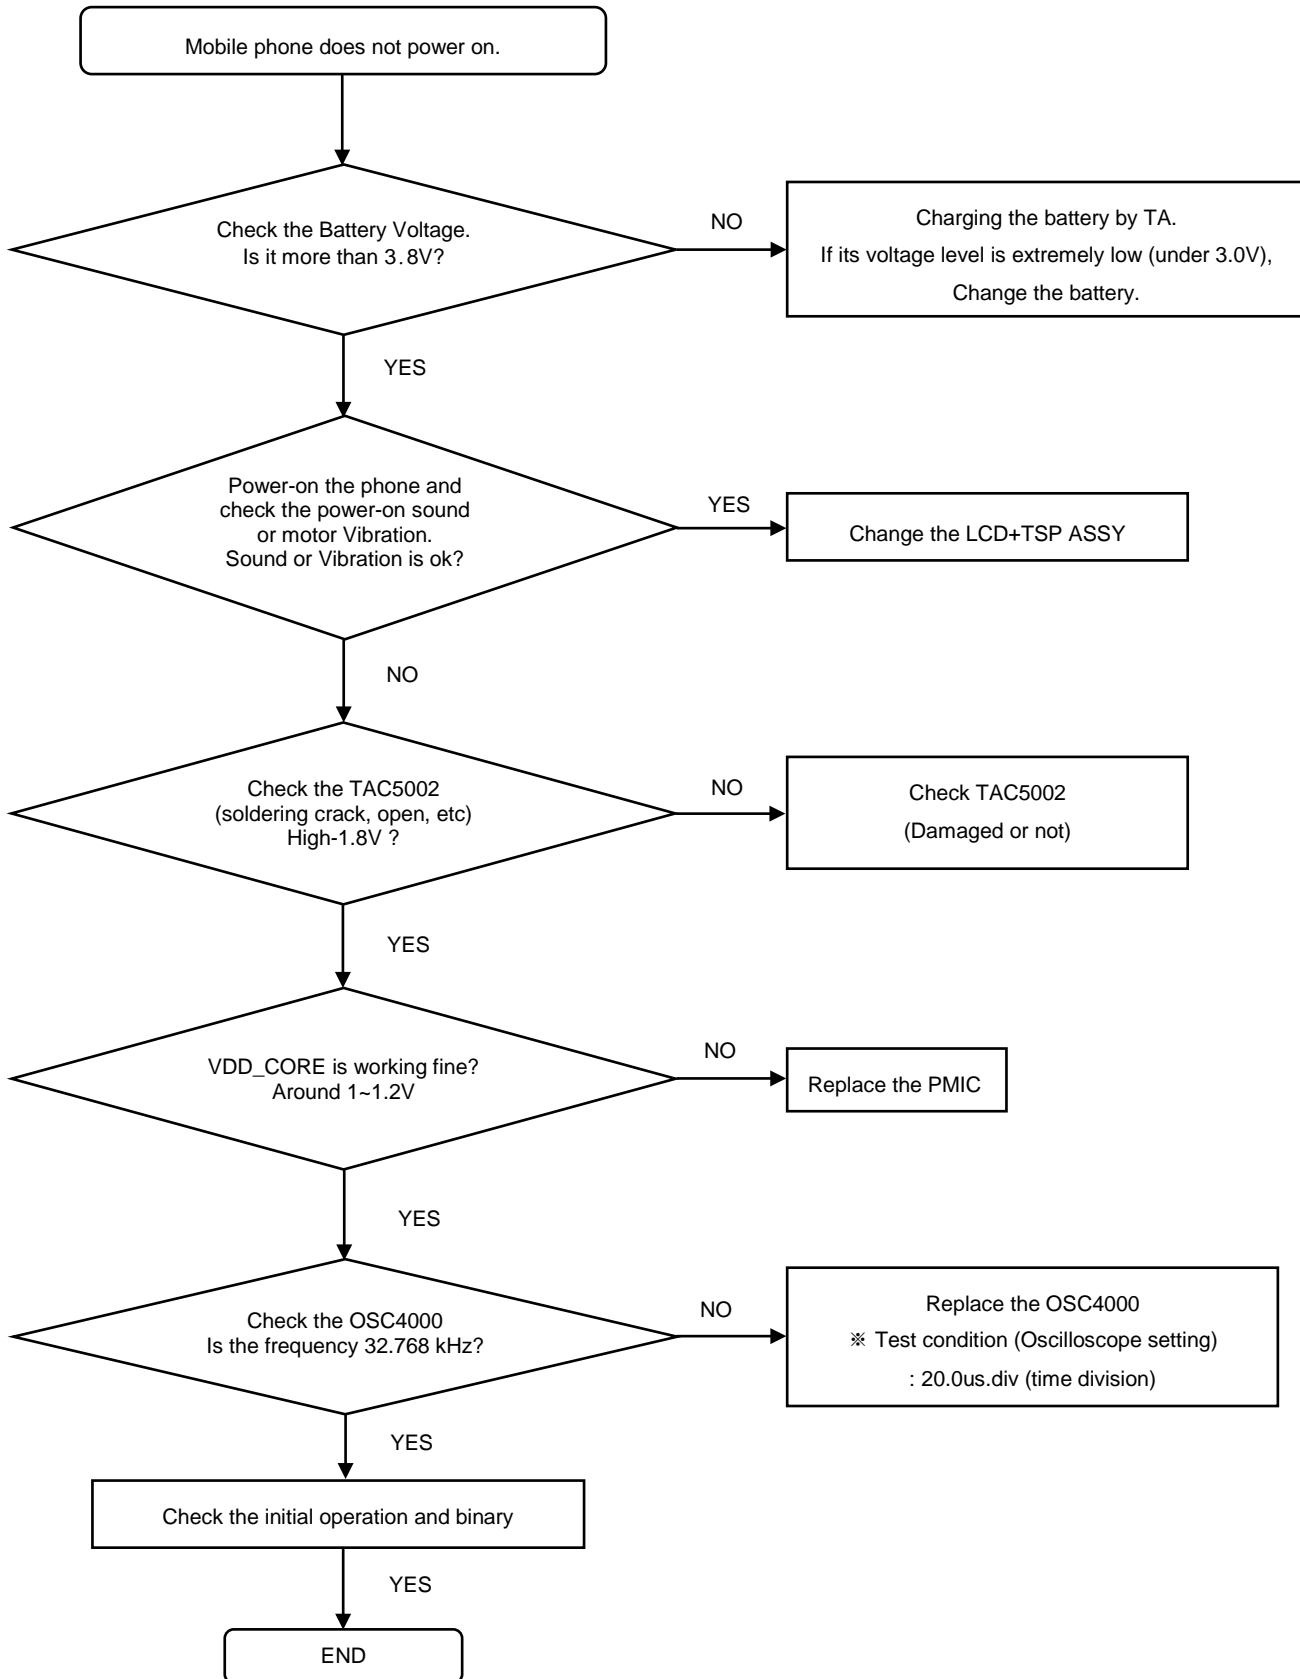 Mobile phone does not power on.
Check the Battery Voltage.
Is it more than 3.8V?
NO
Charging the battery by TA.
If its voltage level is extremely low (under 3.0V),
Change the battery.
YES
Power-on the phone and
check the power-on sound
or motor Vibration.
Sound or Vibration is ok?
YES
Change the LCD+TSP ASSY
NO
Check the TAC5002
(soldering crack, open, etc)
High-1.8V ?
NO
Check TAC5002
(Damaged or not)
YES
VDD_CORE is working fine?
Around 1~1.2V
NO
Replace the PMIC
YES
Check the OSC4000
Is the frequency 32.768 kHz?
NO
Replace the OSC4000
※ Test condition (Oscilloscope setting)
: 20.0us.div (time division)
YES
Check the initial operation and binary
YES
END